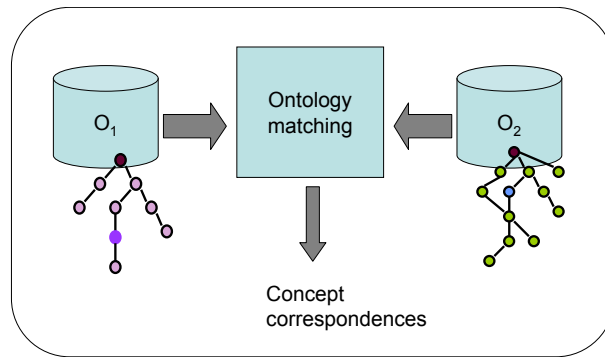 O1
Ontology
matching
O2
Concept
correspondences